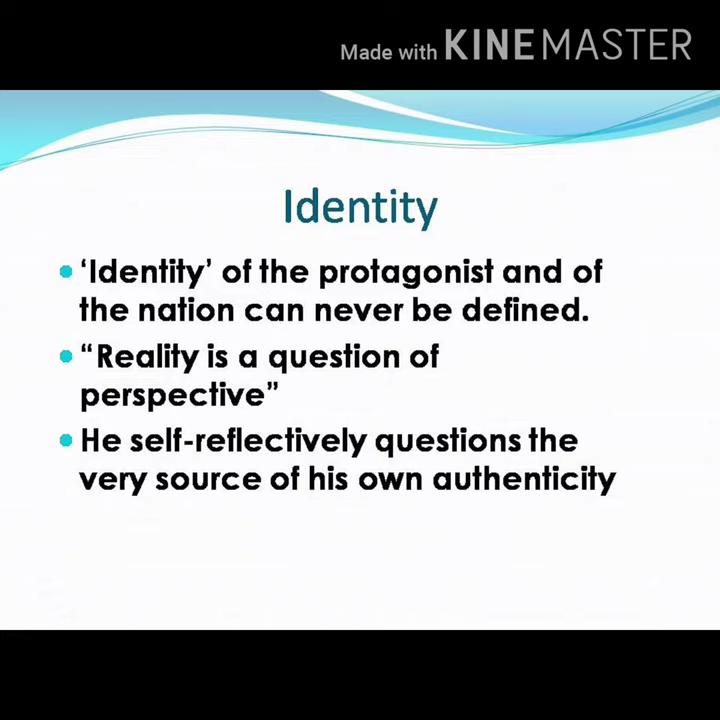 Made with KINEMASTER
Identity
‘Identity’ of the protagonist and of
the nation can never be defined.
“Reality is a question of
perspective”
He self-reflectively questions the
very source of his own authenticity